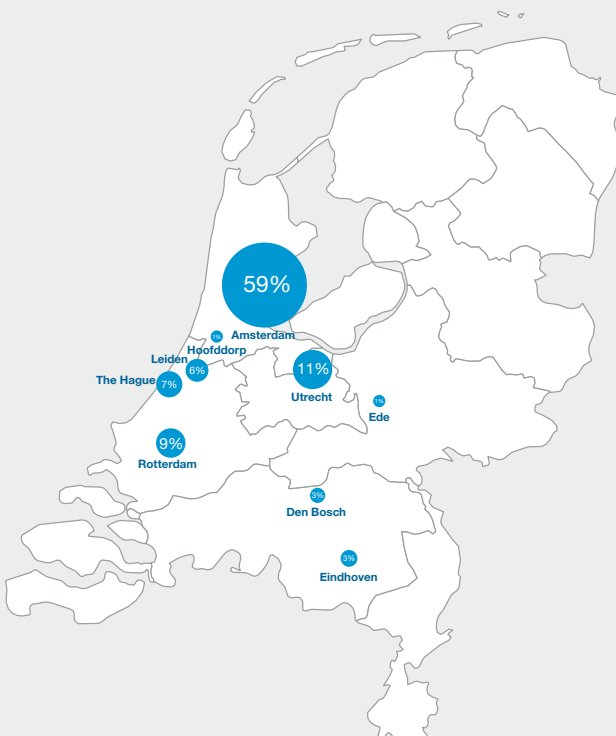 59%
Amsterdam
1%
Hoofddorp
Leiden
6%
The Hague
7%
11%
Utrecht
1%
Ede
9%
Rotterdam
3%
Den Bosch
3%
Eindhoven